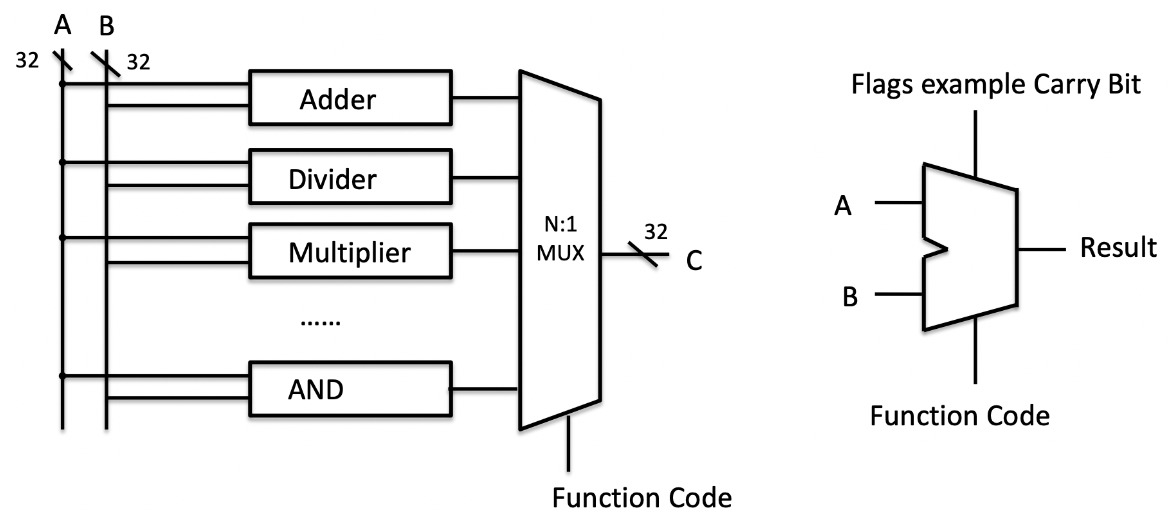 A B
32 32
Adder
Divider
Multiplier
......
AND
N:1
MUX
32
C
Function Code
Flags example Carry Bit
A
B
Result
Function Code